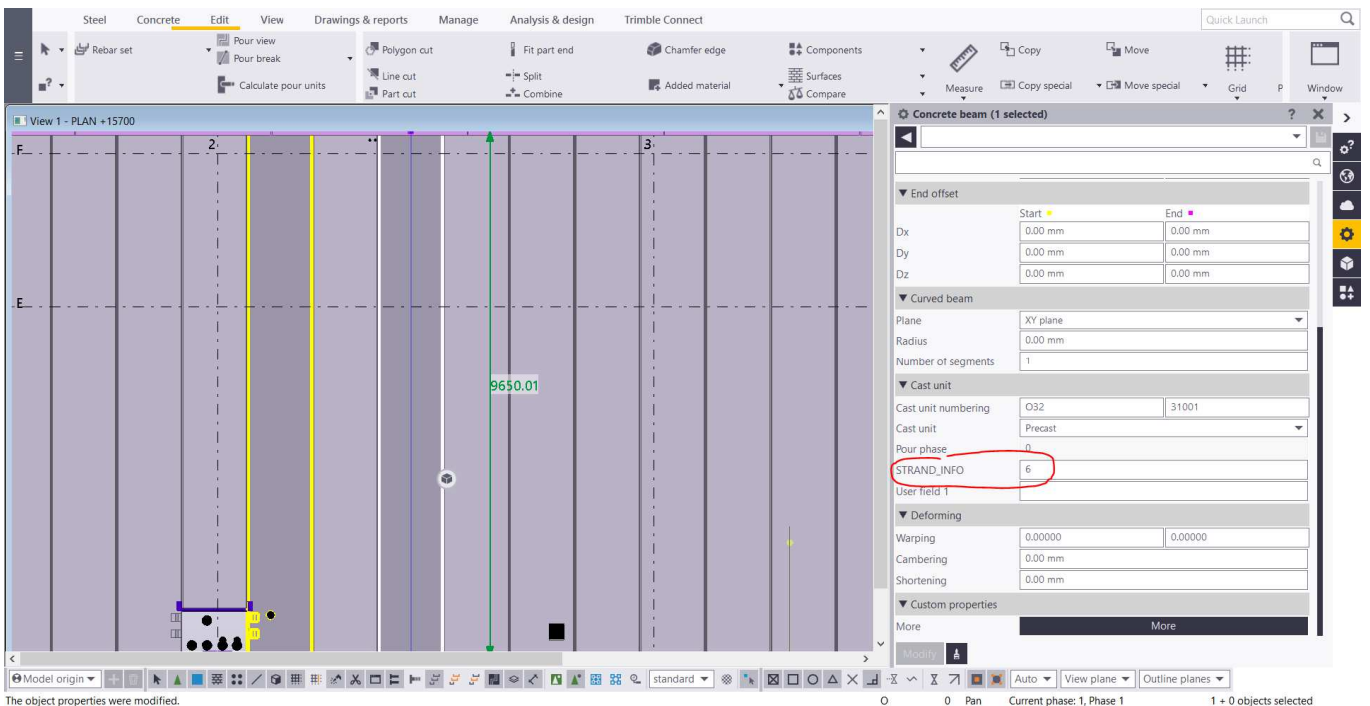 Steel Concrete Edit View Drawings & reports Manage Analysis & design Trimble Connect Quick Launch
Rebar set Pour view Polygon cut Fit part end Chamfer edge Components Copy Move
Pour break
Calculate pour units Line cut Split Added material Surfaces Measure Copy special Move special Grid P Window
Part cut Combine Compare
View 1 - PLAN +15700
Concrete beam (1 selected) ?
F 2 3
E
9650.01
End offset
Start End
Dx 0.00 mm 0.00 mm
Dy 0.00 mm 0.00 mm
Dz 0.00 mm 0.00 mm
Curved beam
Plane XY plane
Radius 0.00 mm
Number of segments 1
Cast unit
Cast unit numbering O32 31001
Cast unit Precast
Pour phase 0
STRAND_INFO 6
User field 1
Deforming
Warping 0.00000 0.00000
Cambering 0.00 mm
Shortening 0.00 mm
Custom properties
More More
Modify
Model origin standard Auto View plane Outline planes
The object properties were modified. O 0 Pan Current phase: 1, Phase 1 1 + 0 objects selected